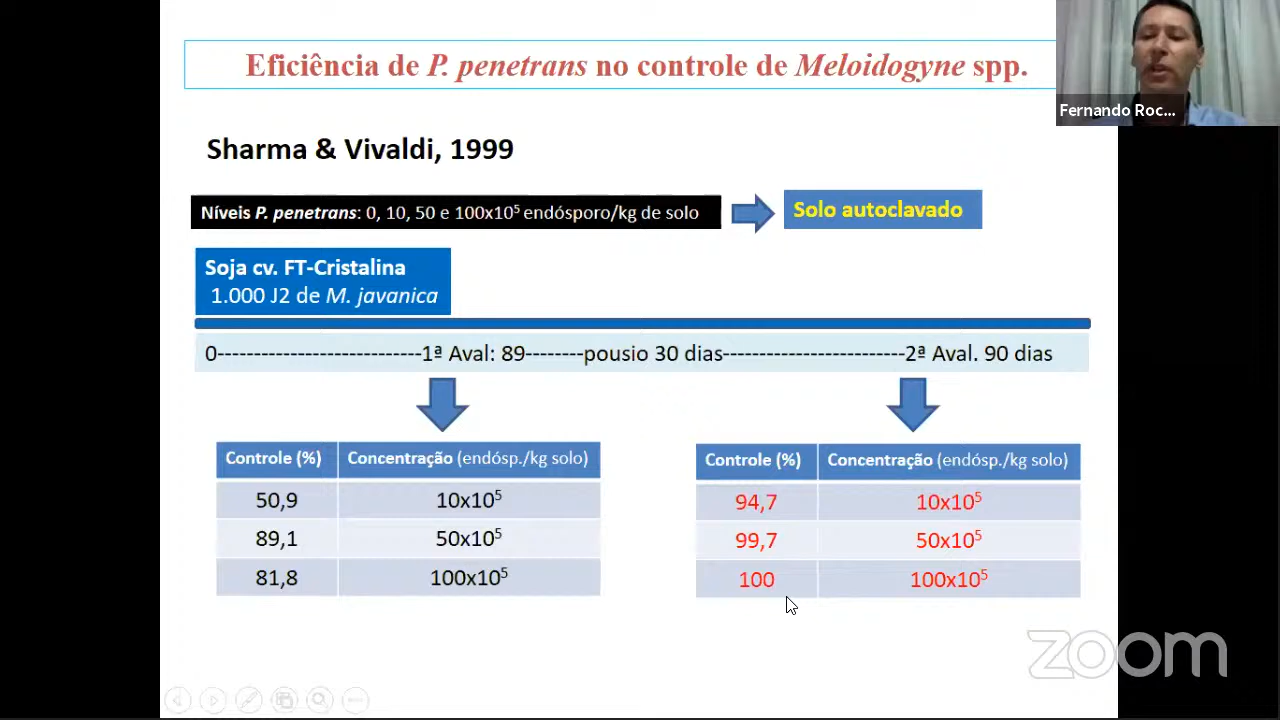 Eficiência de P. penetrans no controle de Meloidogyne spp.
Fernando Roc...
Sharma & Vivaldi, 1999
Níveis P. penetrans: 0, 10, 50 e 100x10⁵ endósporo/kg de solo
Solo autoclavado
Soja cv. FT-Cristalina
1.000 J2 de M. javanica
0----------------------------1ª Aval: 89--------pousio 30 dias-------------------------2ª Aval. 90 dias
Controle (%) Concentração (endósp./kg solo)
50,9 10x10⁵
89,1 50x10⁵
81,8 100x10⁵
Controle (%) Concentração (endósp./kg solo)
94,7 10x10⁵
99,7 50x10⁵
100 100x10⁵
zoom